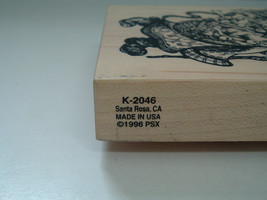 K-2046
Santa Rosa, CA
MADE IN USA
©1996 PSX